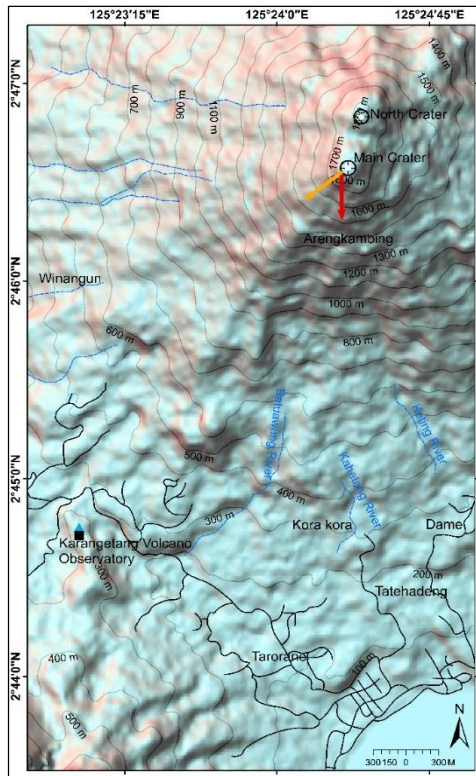 125°23'15"E
125°24'0"E
125°24'45"E
2°47'0"N
2°46'0"N
2°45'0"N
2°44'0"N
1400 m
1500 m
700 m
900 m
1100 m
North Crater
1700 m
Main Crater
1600 m
Arengkambing
1300 m
1200 m
Winangun
1000 m
800 m
600 m
Batuawang River
Keting River
500 m
Kahetang River
400 m
300 m
Kora kora
Damei
Karangetang Volcano
Observatory
300 m
200 m
Tatehadeng
Taroranei
100 m
400 m
500 m
N
300 150 0 300 M